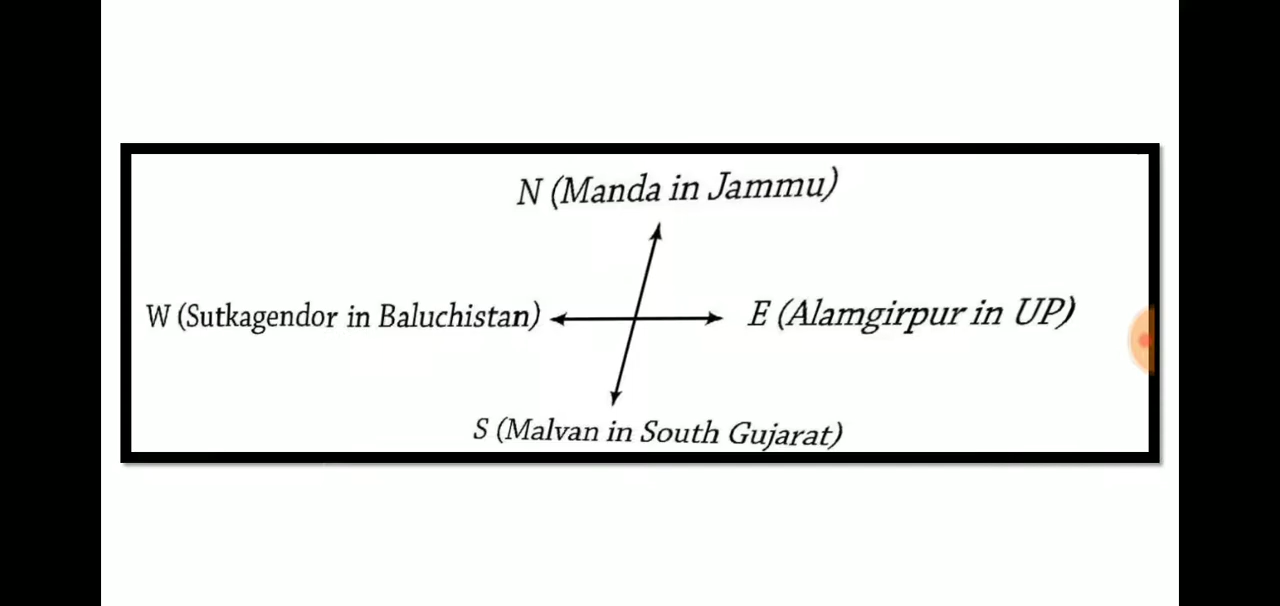 N (Manda in Jammu)
W (Sutkagendor in Baluchistan)
E (Alamgirpur in UP)
S (Malvan in South Gujarat)